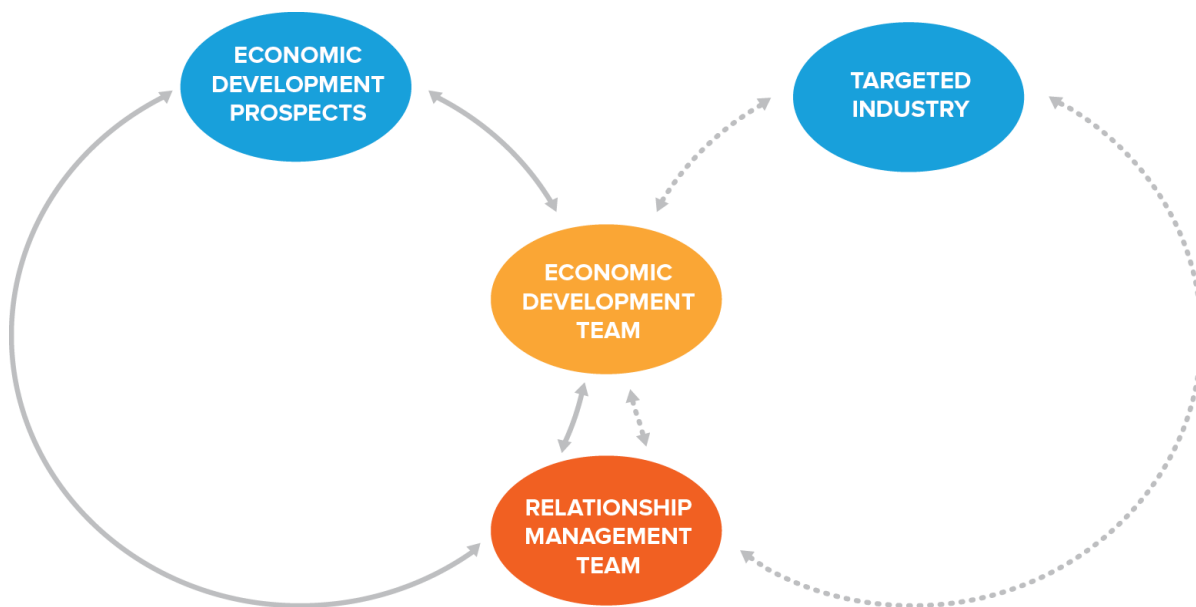 ECONOMIC
DEVELOPMENT
PROSPECTS
TARGETED
INDUSTRY
ECONOMIC
DEVELOPMENT
TEAM
RELATIONSHIP
MANAGEMENT
TEAM